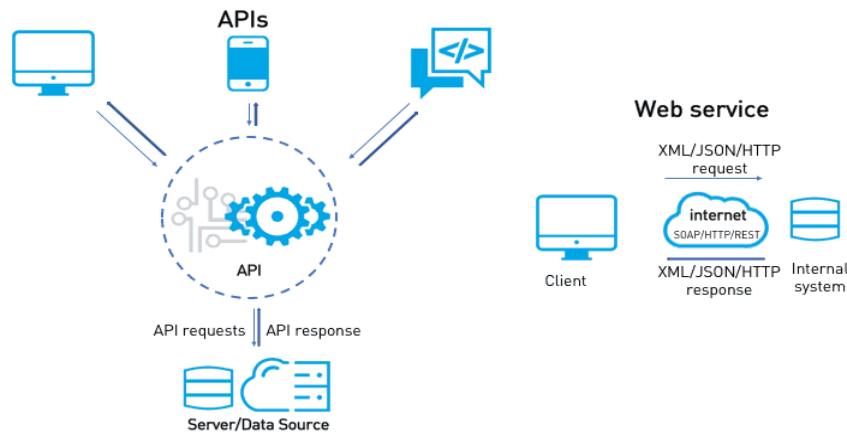 APIs
</>
API
API requests
API response
Server/Data Source
Web service
XML/JSON/HTTP
request
internet
SOAP/HTTP/REST
XML/JSON/HTTP
response
Client
Internal
system